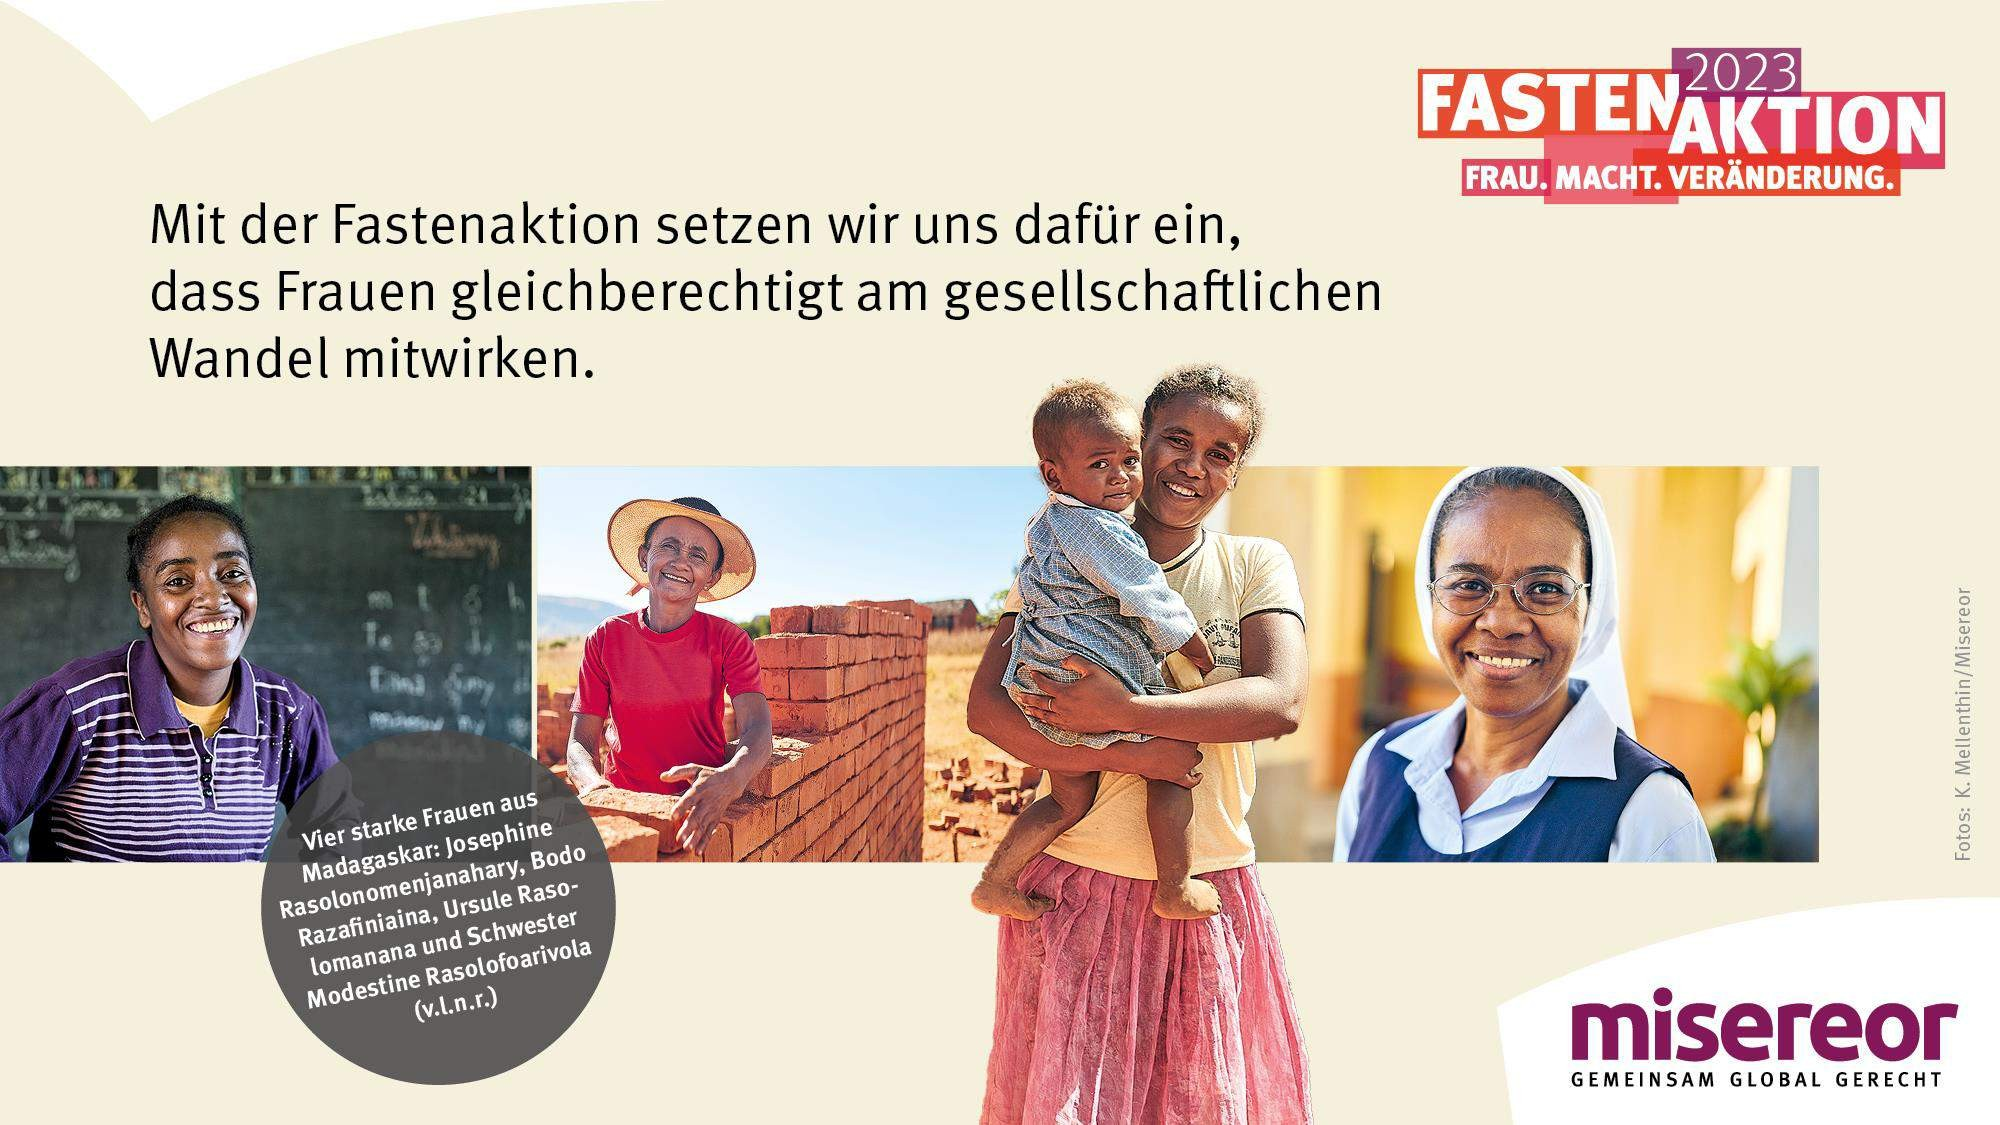 2023
FASTENAKTION
FRAU. MACHT. VERÄNDERUNG.
Mit der Fastenaktion setzen wir uns dafür ein,
dass Frauen gleichberechtigt am gesellschaftlichen
Wandel mitwirken.
Vier starke Frauen aus
Madagaskar: Josephine
Rasolonomenjanahary, Bodo
Razafiniaina, Ursule Raso-
lomanana und Schwester
Modestine Rasolofoarivola
(v.l.n.r.)
Fotos: K. Mellenthin/Misereor
misereor
GEMEINSAM GLOBAL GERECHT